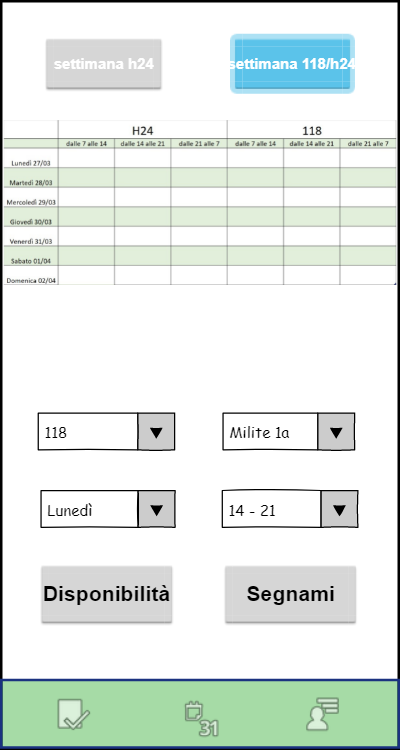 settimana h24
settimana 118/h24
H24 118
dalle 7 alle 14 dalle 14 alle 21 dalle 21 alle 7 dalle 7 alle 14 dalle 14 alle 21 dalle 21 alle 7
Lunedì 27/03
Martedì 28/03
Mercoledì 29/03
Giovedì 30/03
Venerdì 31/03
Sabato 01/04
Domenica 02/04
118 Milite 1a
Lunedì 14 - 21
Disponibilità Segnami
31